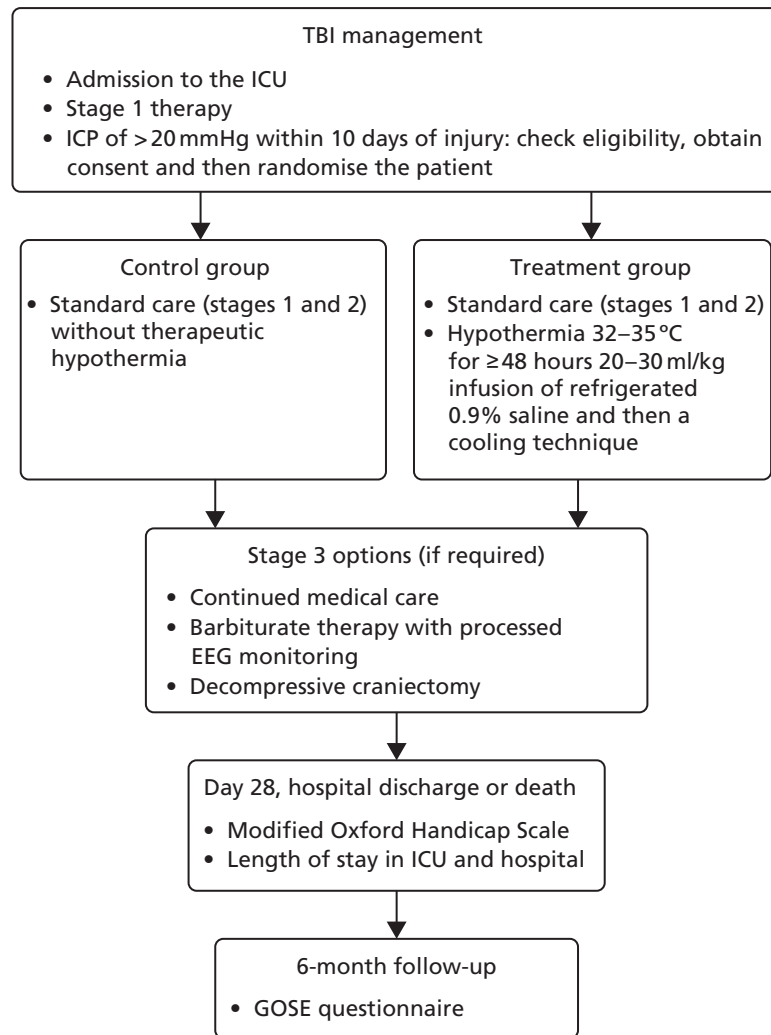 TBI management
• Admission to the ICU
• Stage 1 therapy
• ICP of >20 mmHg within 10 days of injury: check eligibility, obtain
consent and then randomise the patient
Control group
• Standard care (stages 1 and 2)
without therapeutic
hypothermia
Treatment group
• Standard care (stages 1 and 2)
• Hypothermia 32–35 °C
for ≥48 hours 20–30 ml/kg
infusion of refrigerated
0.9% saline and then a
cooling technique
Stage 3 options (if required)
• Continued medical care
• Barbiturate therapy with processed
EEG monitoring
• Decompressive craniectomy
Day 28, hospital discharge or death
• Modified Oxford Handicap Scale
• Length of stay in ICU and hospital
6-month follow-up
• GOSE questionnaire